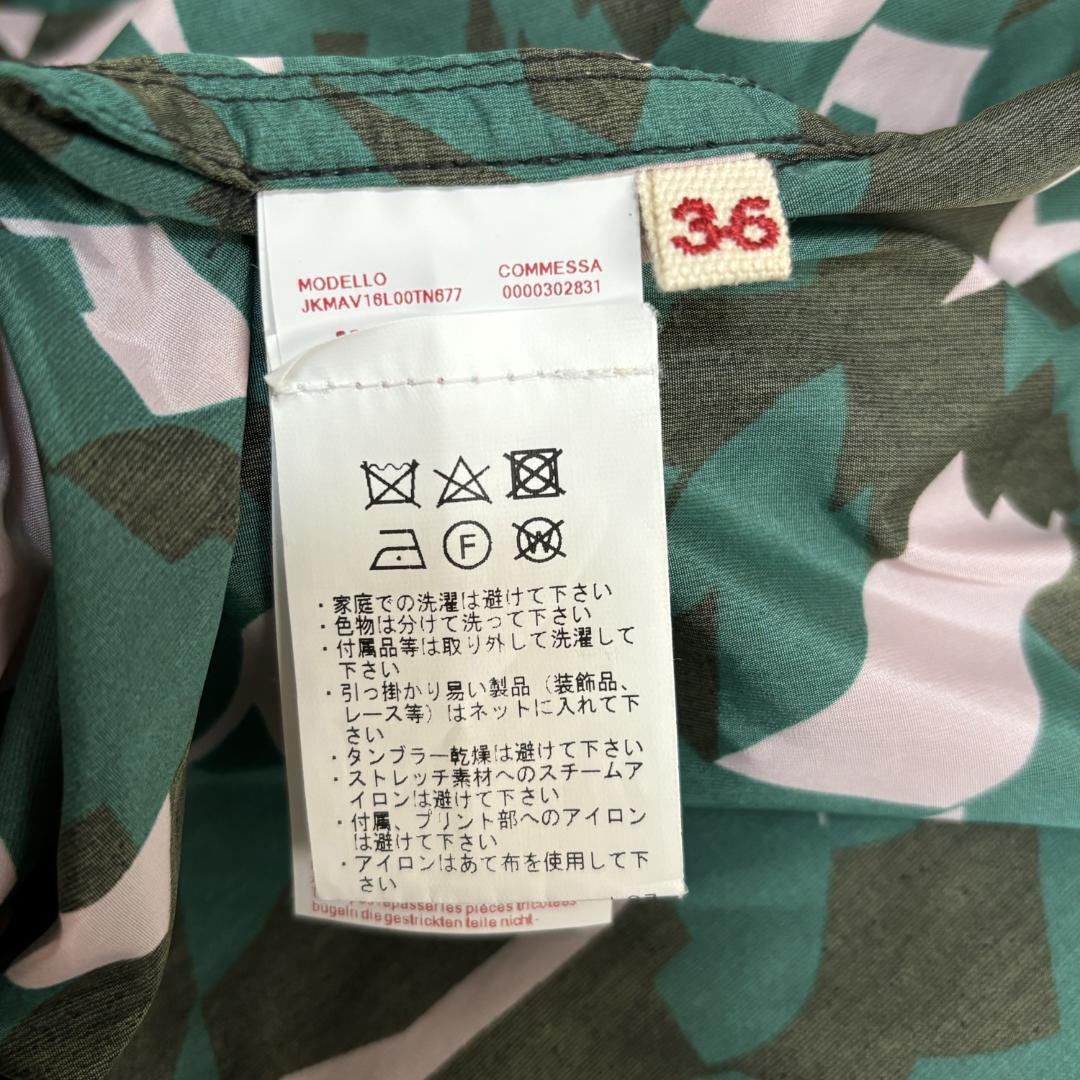 3-6
MODELLO COMMESSA
JKMAV16L00TN677 0000302831
F
W
・家庭での洗濯は避けて下さい
・色物は分けて洗って下さい
・付属品等は取り外して洗濯して
下さい
・引っ掛かり易い製品（装飾品、
レース等）はネットに入れて下
さい
・タンブラー乾燥は避けて下さい
・ストレッチ素材へのスチームア
イロンは避けて下さい
・付属、プリント部へのアイロン
は避けて下さい
・アイロンはあて布を使用して下
さい
repasser les pièces tricotées
bügeln die gestrickten teile nicht-